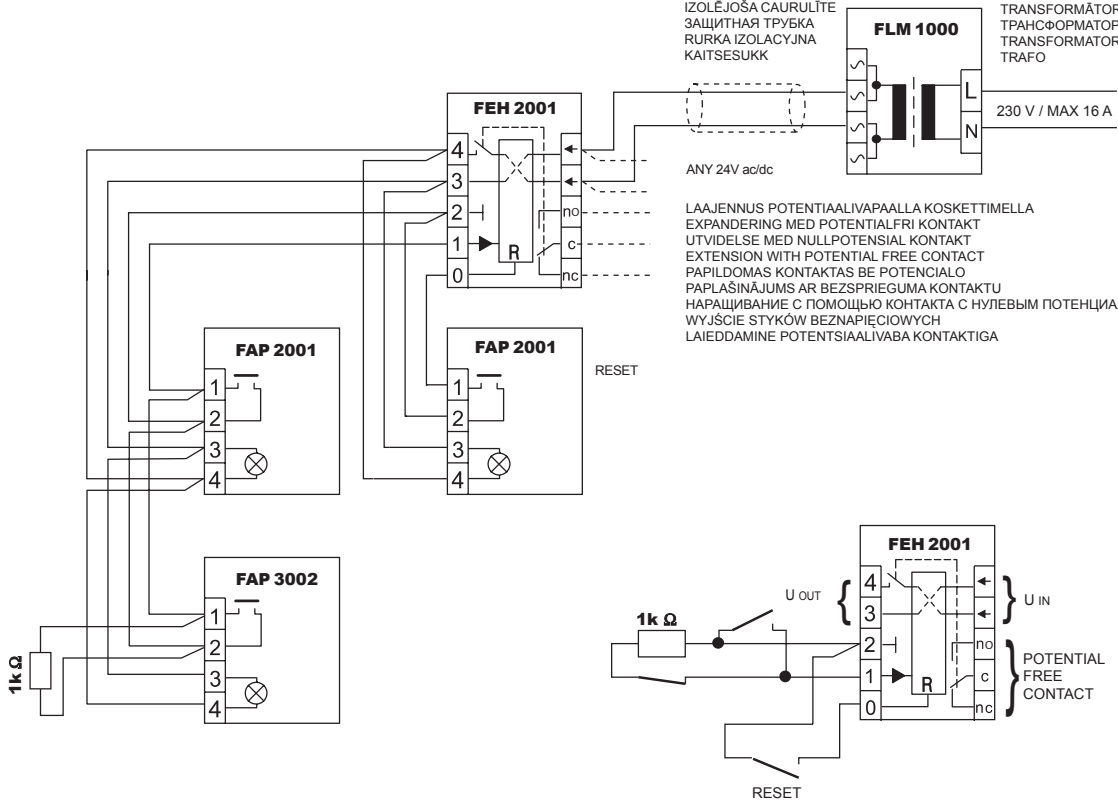 IZOLĒJOŠA CAURULĪTE
ЗАЩИТНАЯ ТРУБКА
RURKA IZOLACYJNA
KAITSESUKK
FLM 1000
TRANSFORMĀTOR
ТРАНСФОРМАТОР
TRANSFORMATOR
TRAFO
L
N
230 V / MAX 16 A
FEH 2001
4
3
2
1
0
R
no
c
nc
ANY 24V ac/dc
LAAJENNUS POTENTIAALIVAPAALLA KOSKETTIMELLA
EXPANDERING MED POTENTIALFRI KONTAKT
UTVIDELSE MED NULLPOTENSIAL KONTAKT
EXTENSION WITH POTENTIAL FREE CONTACT
PAPILDOMAS KONTAKTAS BE POTENCIALO
PAPLAŠINĀJUMS AR BEZSPRIEGUMA KONTAKTU
НАРАЩИВАНИЕ С ПОМОЩЬЮ КОНТАКТА С НУЛЕВЫМ ПОТЕНЦИА
WYJŚCIE STYKÓW BEZNAPIĘCIOWYCH
LAIEDDAMINE POTENTSIAALIVABA KONTAKTIGA
FAP 2001
1
2
3
4
FAP 2001
1
2
3
4
RESET
FAP 3002
1
2
3
4
1k Ω
FEH 2001
4
3
2
1
0
R
no
c
nc
U OUT
U IN
1k Ω
POTENTIAL
FREE
CONTACT
RESET